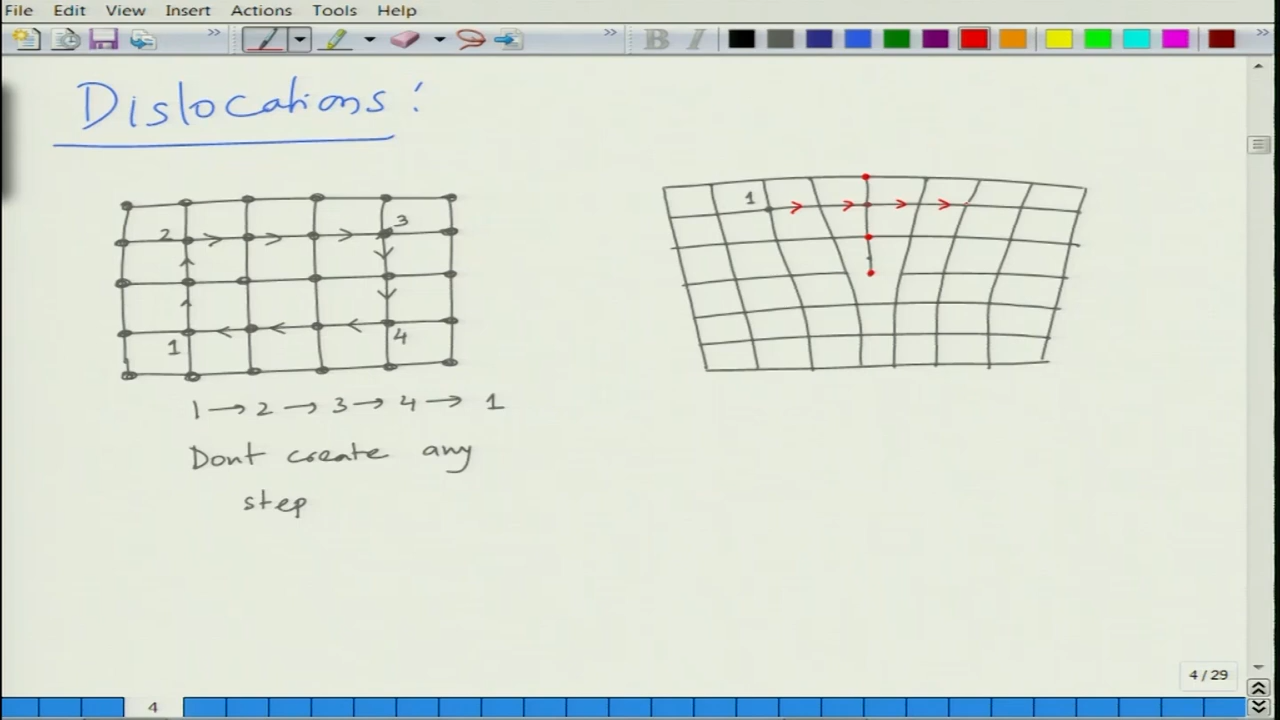 File Edit View Insert Actions Tools Help
B I
Dislocations:
2 3
1 4
1 → 2 → 3 → 4 → 1
Dont create any
step
1
4 / 29
4